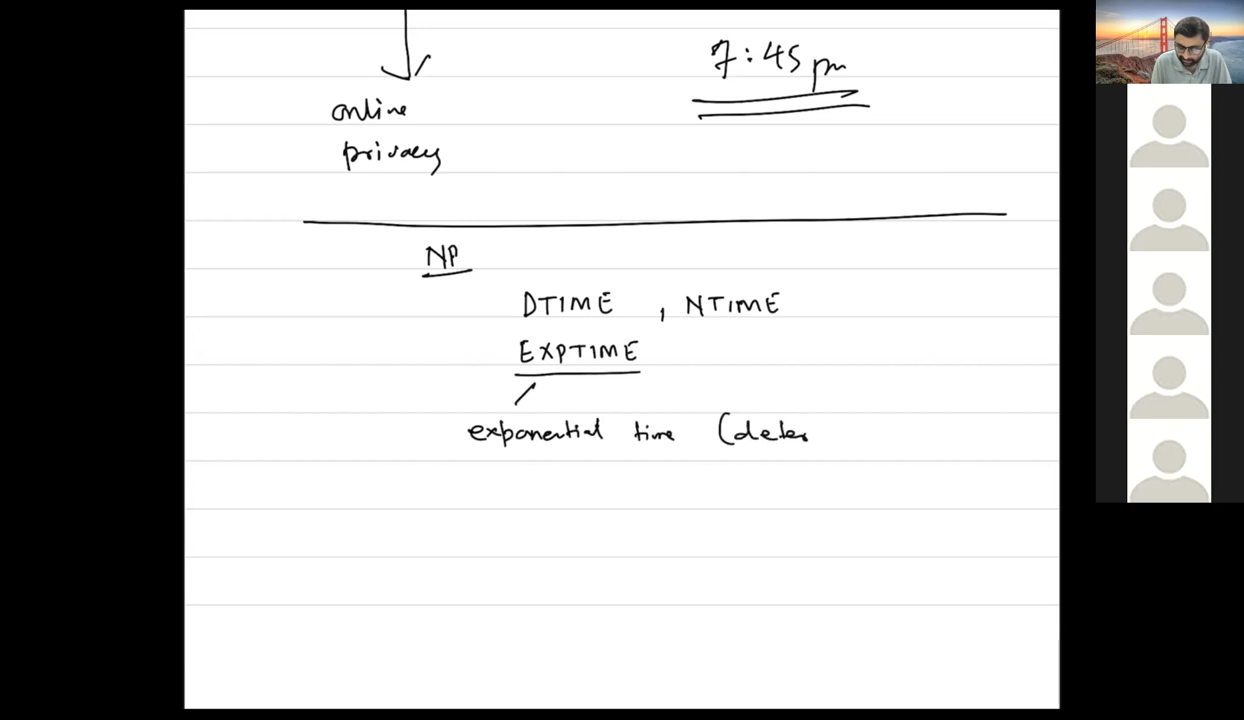 7:45 pm
online
privacy
NP
DTIME , NTIME
EXPTIME
exponential time (deter